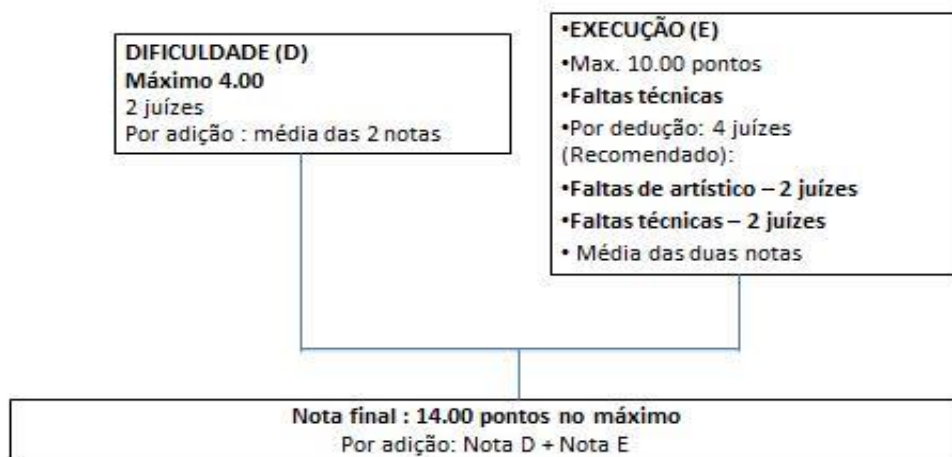 DIFICULDADE (D)
Máximo 4.00
2 juízes
Por adição : média das 2 notas
•EXECUÇÃO (E)
•Max. 10.00 pontos
•Faltas técnicas
•Por dedução: 4 juízes
(Recomendado):
•Faltas de artístico – 2 juízes
•Faltas técnicas – 2 juízes
• Média das duas notas
Nota final : 14.00 pontos no máximo
Por adição: Nota D + Nota E